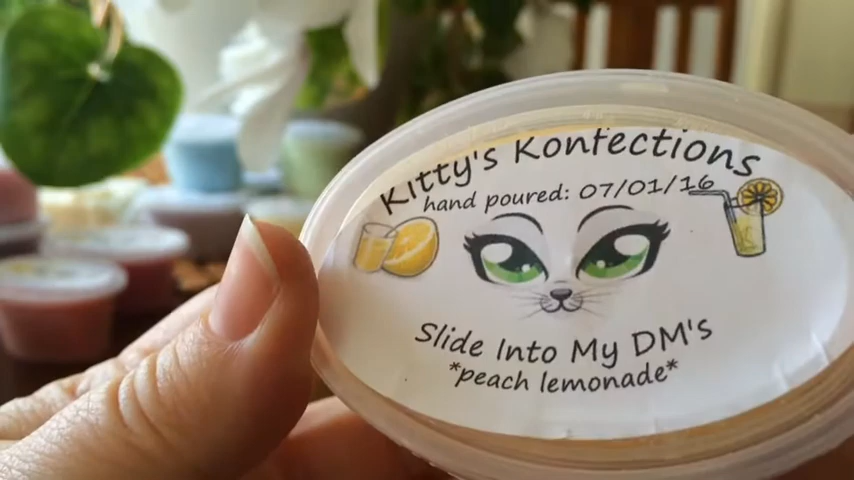 Kitty's Konfections
hand poured: 07/01/16
Slide Into My DM's
*peach lemonade*